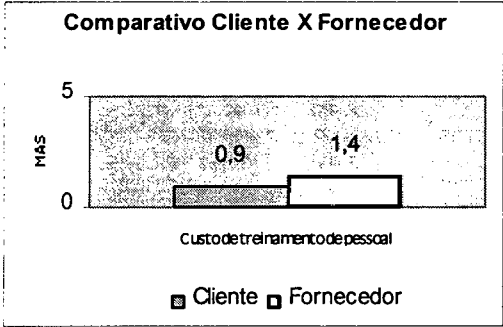 Comparativo Cliente X Fornecedor
5
MAS
0,9
1,4
0
Custo de treinamento de pessoal
Cliente Fornecedor